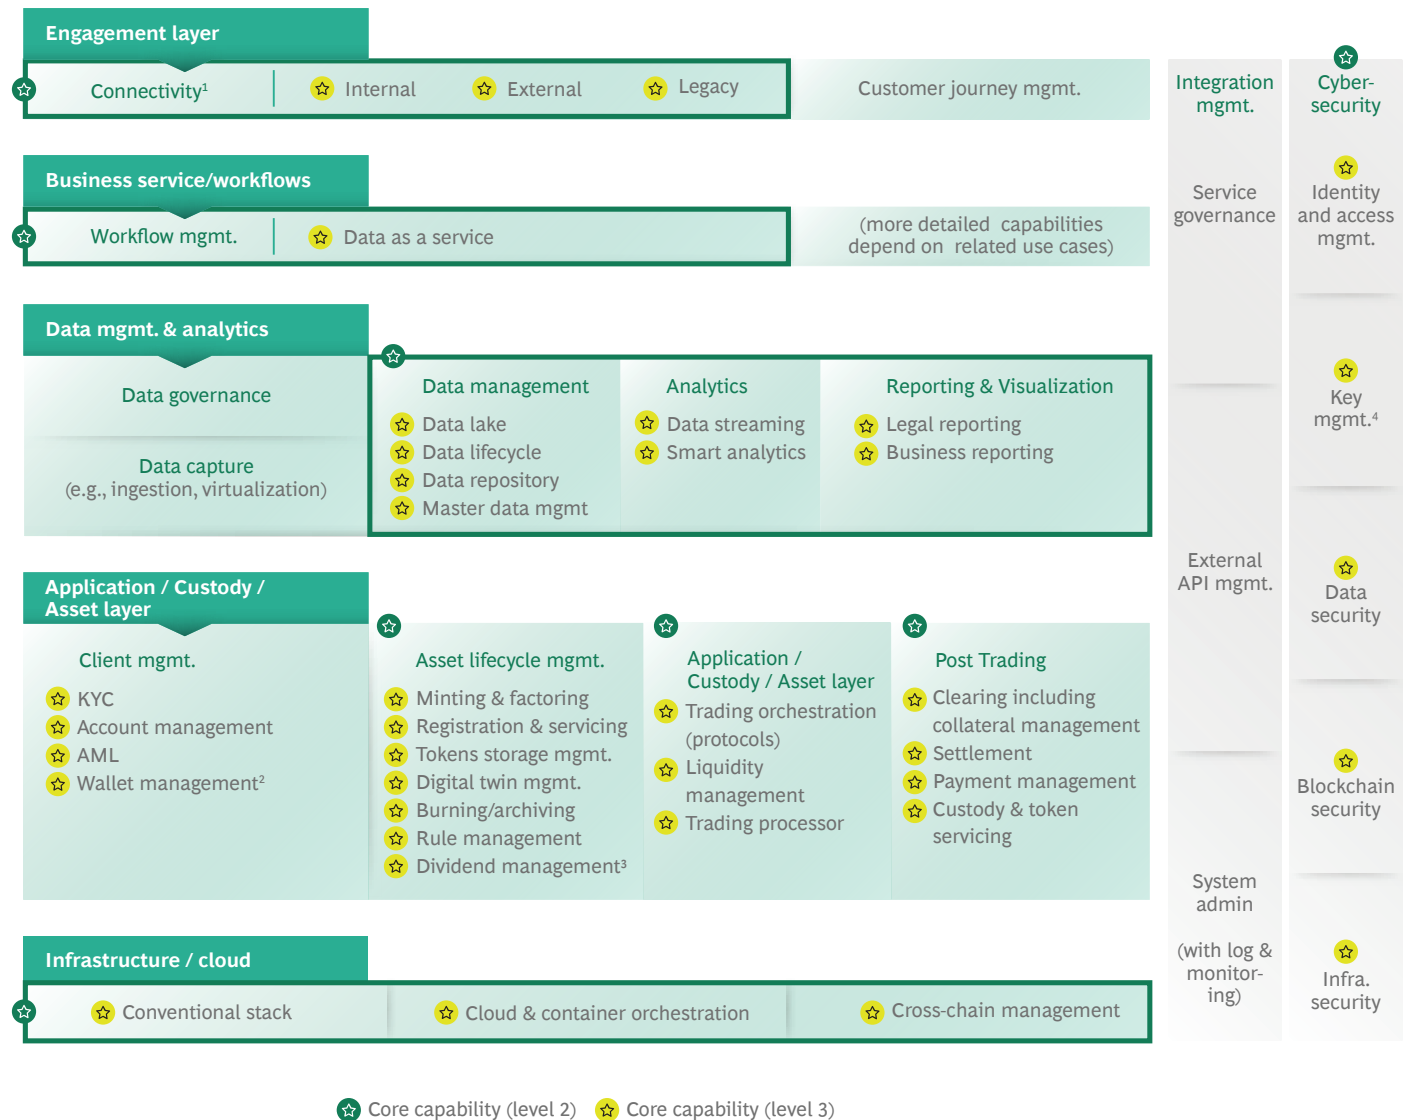 Engagement layer
Connectivity¹
Internal
External
Legacy
Customer journey mgmt.
Business service/workflows
Workflow mgmt.
Data as a service
(more detailed capabilities
depend on related use cases)
Data mgmt. & analytics
Data governance
Data capture
(e.g., ingestion, virtualization)
Data management
Data lake
Data lifecycle
Data repository
Master data mgmt
Analytics
Data streaming
Smart analytics
Reporting & Visualization
Legal reporting
Business reporting
Application / Custody /
Asset layer
Client mgmt.
KYC
Account management
AML
Wallet management²
Asset lifecycle mgmt.
Minting & factoring
Registration & servicing
Tokens storage mgmt.
Digital twin mgmt.
Burning/archiving
Rule management
Dividend management³
Application /
Custody / Asset layer
Trading orchestration
(protocols)
Liquidity
management
Trading processor
Post Trading
Clearing including
collateral management
Settlement
Payment management
Custody & token
servicing
Infrastructure / cloud
Conventional stack
Cloud & container orchestration
Cross-chain management
Integration
mgmt.
Service
governance
External
API mgmt.
System
admin
(with log &
monitor-
ing)
Cyber-
security
Identity
and access
mgmt.
Key
mgmt.⁴
Data
security
Blockchain
security
Infra.
security
Core capability (level 2)
Core capability (level 3)